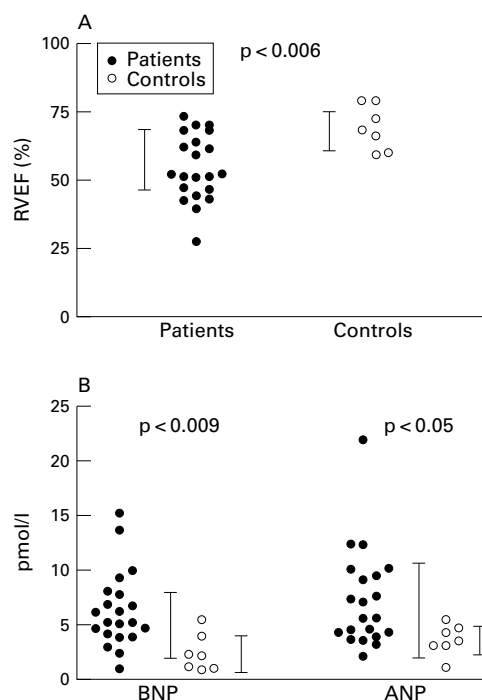 A
100
75
50
25
0
RVEF (%)
Patients
Controls
p < 0.006
Patients
Controls
B
25
20
15
10
5
0
pmol/l
p < 0.009
p < 0.05
BNP
ANP